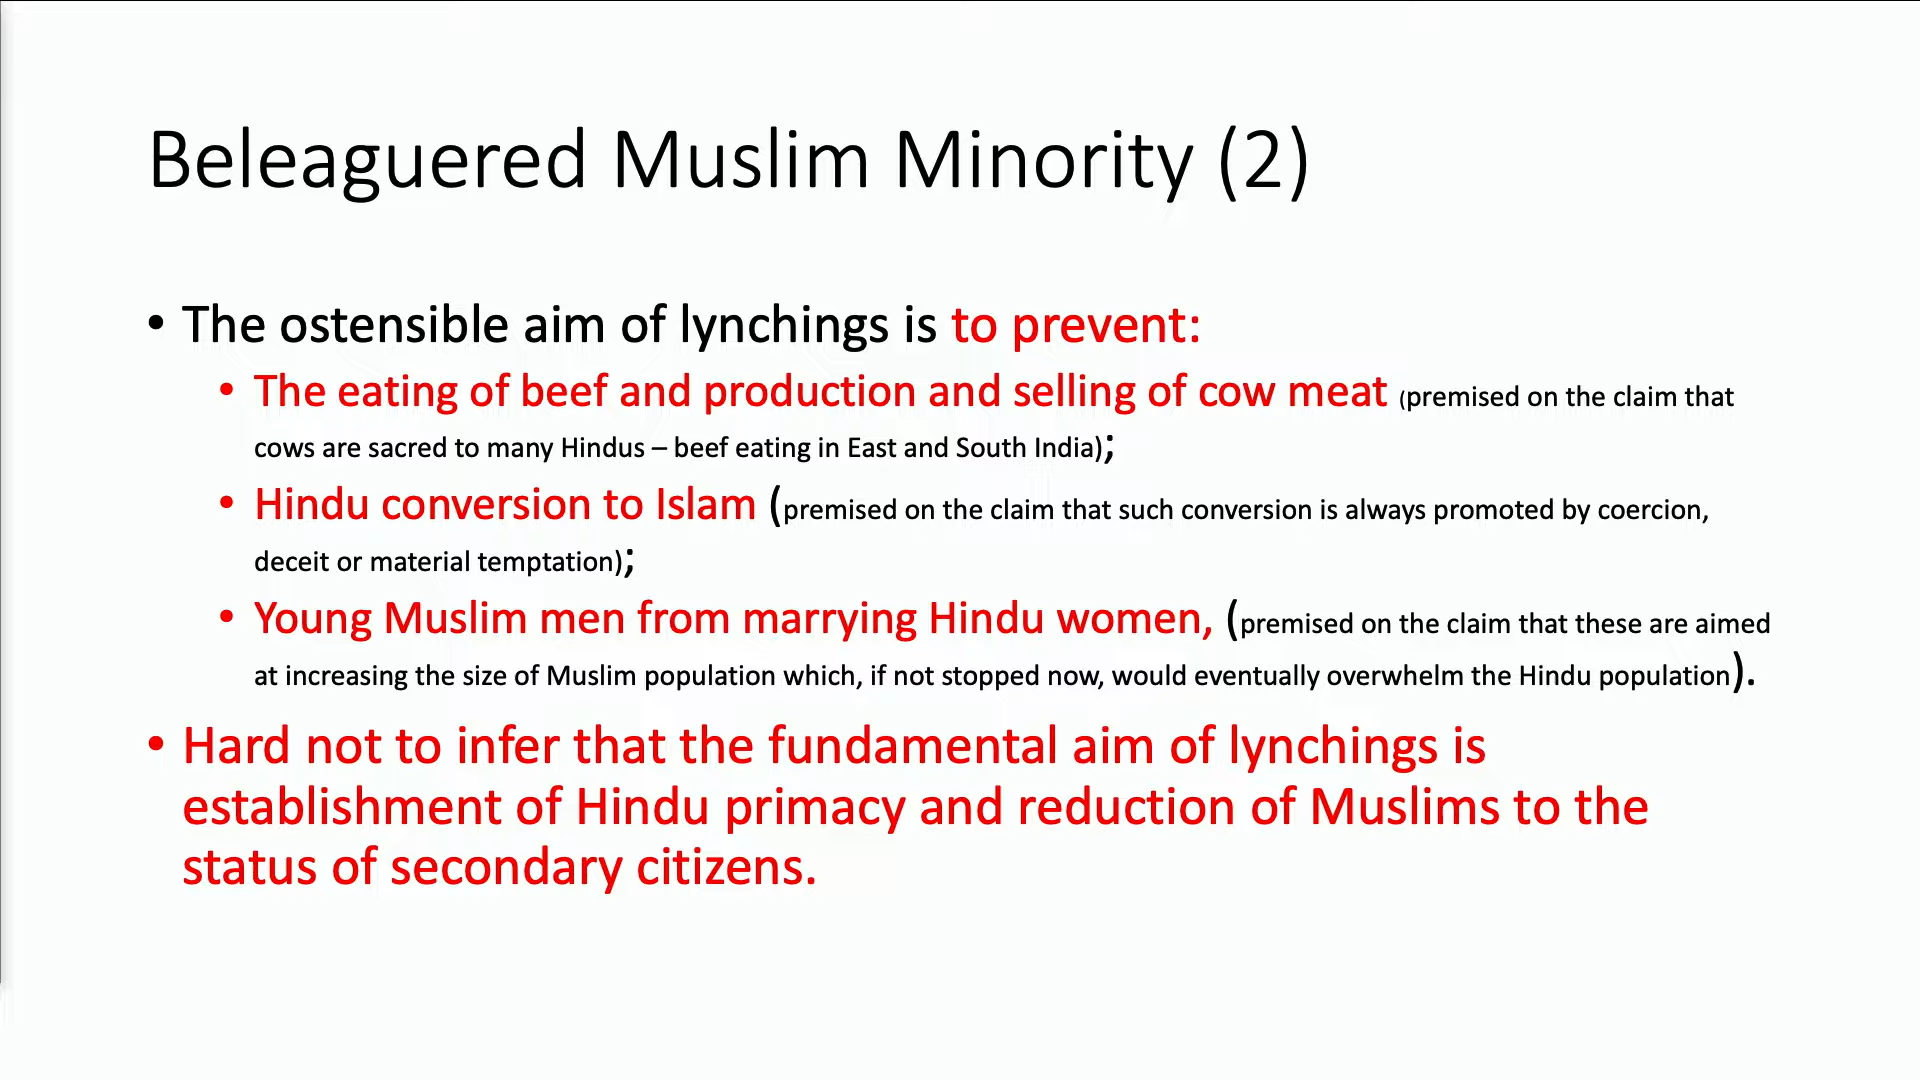 Beleaguered Muslim Minority (2)
• The ostensible aim of lynchings is to prevent:
• The eating of beef and production and selling of cow meat (premised on the claim that
cows are sacred to many Hindus – beef eating in East and South India);
• Hindu conversion to Islam (premised on the claim that such conversion is always promoted by coercion,
deceit or material temptation);
• Young Muslim men from marrying Hindu women, (premised on the claim that these are aimed
at increasing the size of Muslim population which, if not stopped now, would eventually overwhelm the Hindu population).
• Hard not to infer that the fundamental aim of lynchings is
establishment of Hindu primacy and reduction of Muslims to the
status of secondary citizens.